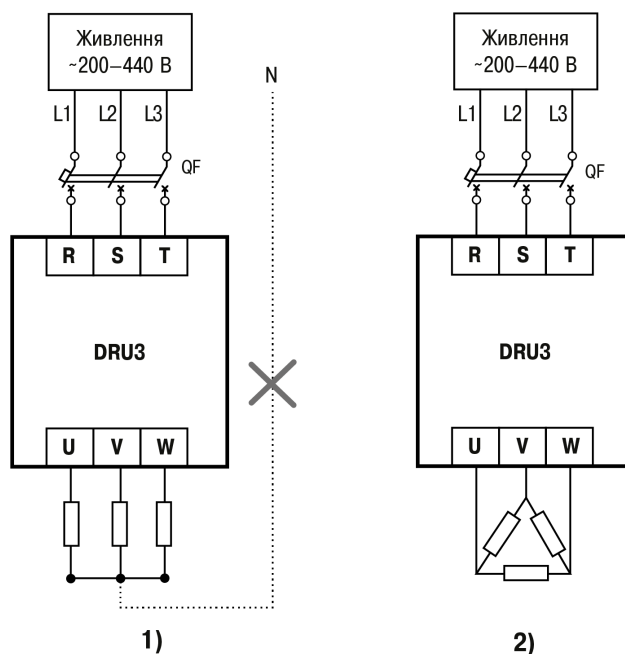 Живлення
~200–440 В
N
L1 L2 L3
QF
R S T
DRU3
U V W
1)
Живлення
~200–440 В
L1 L2 L3
QF
R S T
DRU3
U V W
2)